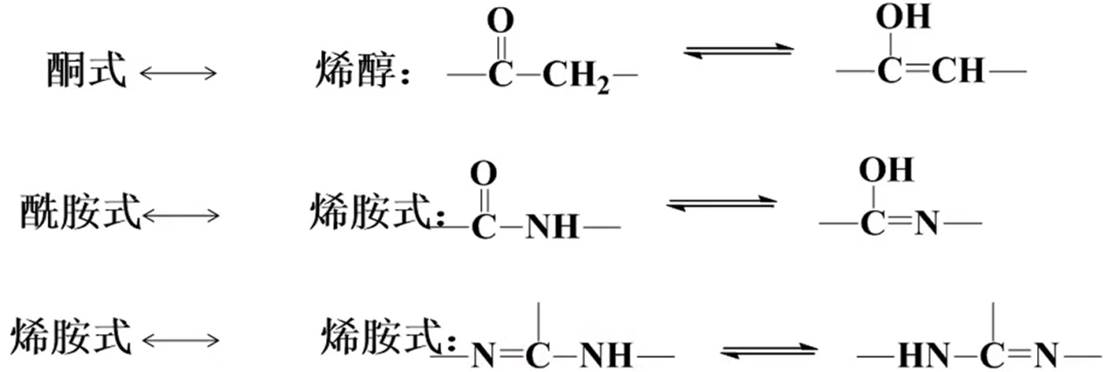 酮式 ⟷ 烯醇: —C(=O)—CH₂— ⇌ —C(OH)=CH—
酰胺式 ⟷ 烯胺式: —C(=O)—NH— ⇌ —C(OH)=N—
烯胺式 ⟷ 烯胺式: —N=C(|)—NH— ⇌ —HN—C(|)=N—